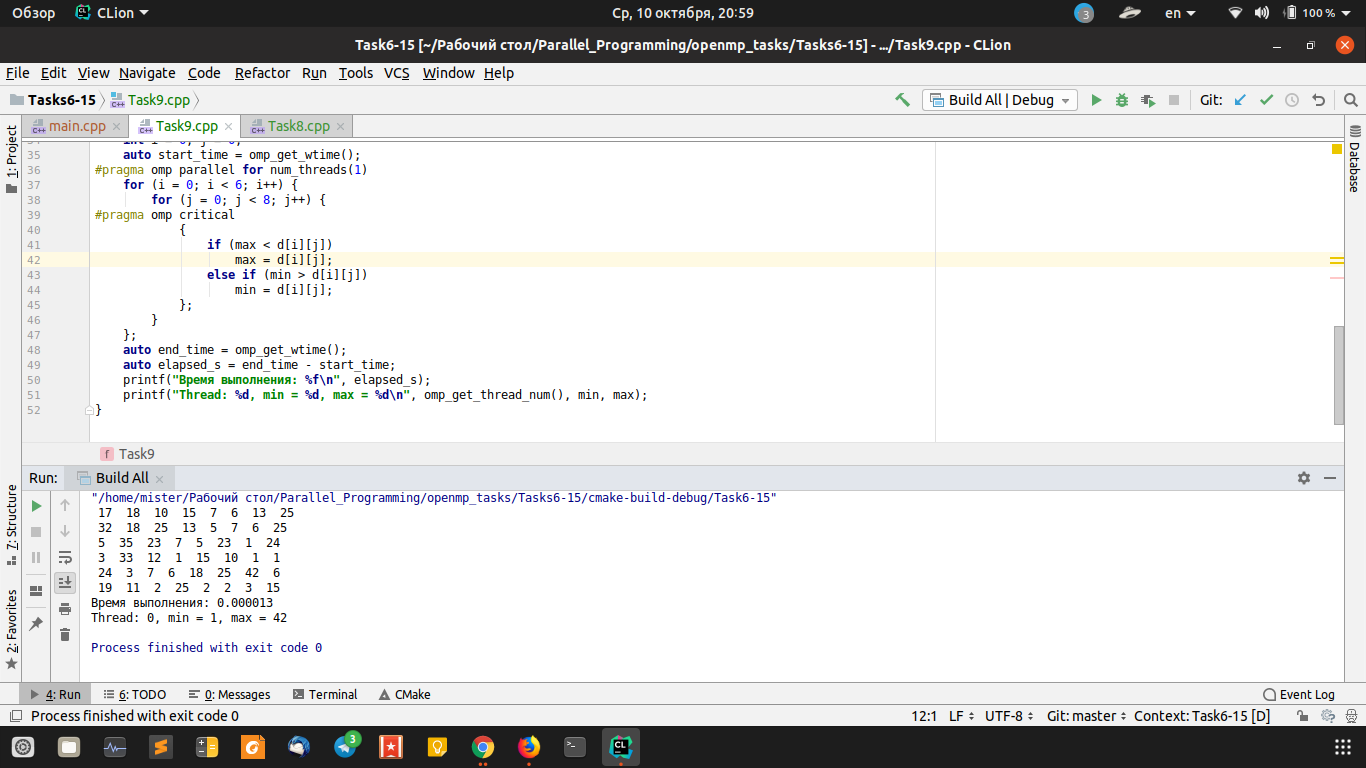 Обзор CLion Ср, 10 октября, 20:59 3 en 100 %
Task6-15 [~/Рабочий стол/Parallel_Programming/openmp_tasks/Tasks6-15] - .../Task9.cpp - CLion
File Edit View Navigate Code Refactor Run Tools VCS Window Help
Tasks6-15 Task9.cpp Build All | Debug Git:
main.cpp Task9.cpp Task8.cpp
1: Project
Database
35 auto start_time = omp_get_wtime();
36 #pragma omp parallel for num_threads(1)
37 for (i = 0; i < 6; i++) {
38 for (j = 0; j < 8; j++) {
39 #pragma omp critical
40 {
41 if (max < d[i][j])
42 max = d[i][j];
43 else if (min > d[i][j])
44 min = d[i][j];
45 };
46 }
47 };
48 auto end_time = omp_get_wtime();
49 auto elapsed_s = end_time - start_time;
50 printf("Время выполнения: %f\n", elapsed_s);
51 printf("Thread: %d, min = %d, max = %d\n", omp_get_thread_num(), min, max);
52 }
f Task9
Run: Build All
7: Structure
2: Favorites
"/home/mister/Рабочий стол/Parallel_Programming/openmp_tasks/Tasks6-15/cmake-build-debug/Task6-15"
17 18 10 15 7 6 13 25
32 18 25 13 5 7 6 25
5 35 23 7 5 23 1 24
3 33 12 1 15 10 1 1
24 3 7 6 18 25 42 6
19 11 2 25 2 2 3 15
Время выполнения: 0.000013
Thread: 0, min = 1, max = 42
Process finished with exit code 0
4: Run 6: TODO 0: Messages Terminal CMake Event Log
Process finished with exit code 0 12:1 LF UTF-8 Git: master Context: Task6-15 [D]
3 CL